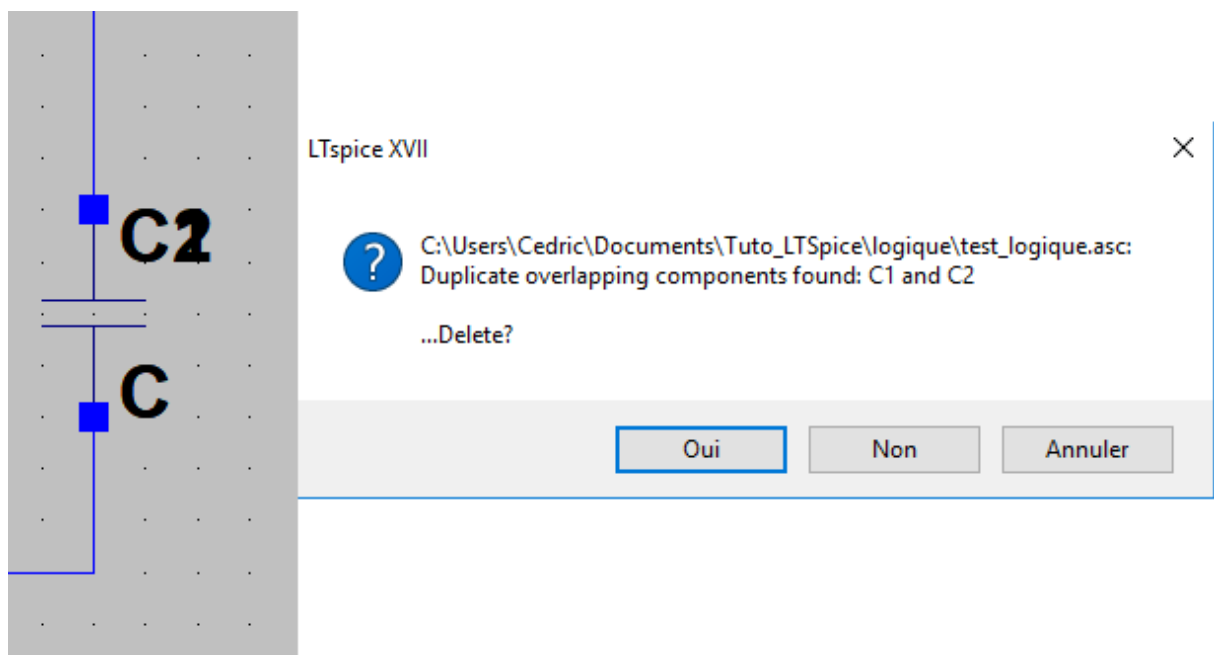 C1
C2
C
LTspice XVII
C:\Users\Cedric\Documents\Tuto_LTSpice\logique\test_logique.asc:
Duplicate overlapping components found: C1 and C2
...Delete?
Oui
Non
Annuler